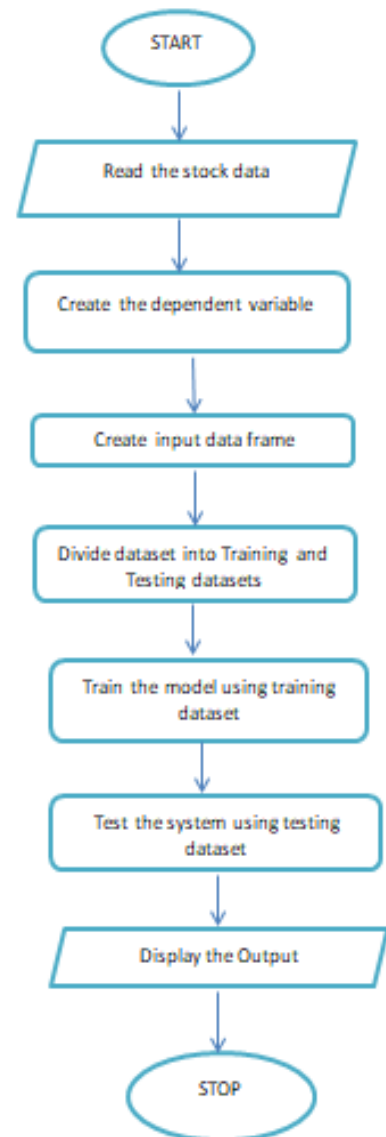 START
Read the stock data
Create the dependent variable
Create input data frame
Divide dataset into Training and
Testing datasets
Train the model using training
dataset
Test the system using testing
dataset
Display the Output
STOP